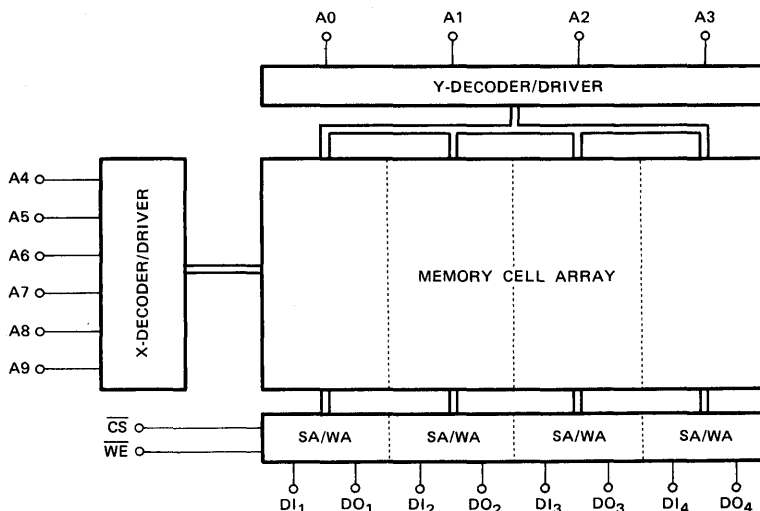 A0 A1 A2 A3
Y-DECODER/DRIVER
A4
A5
A6
A7
A8
A9
X-DECODER/DRIVER
MEMORY CELL ARRAY
CS
WE
SA/WA SA/WA SA/WA SA/WA
DI1 DO1 DI2 DO2 DI3 DO3 DI4 DO4